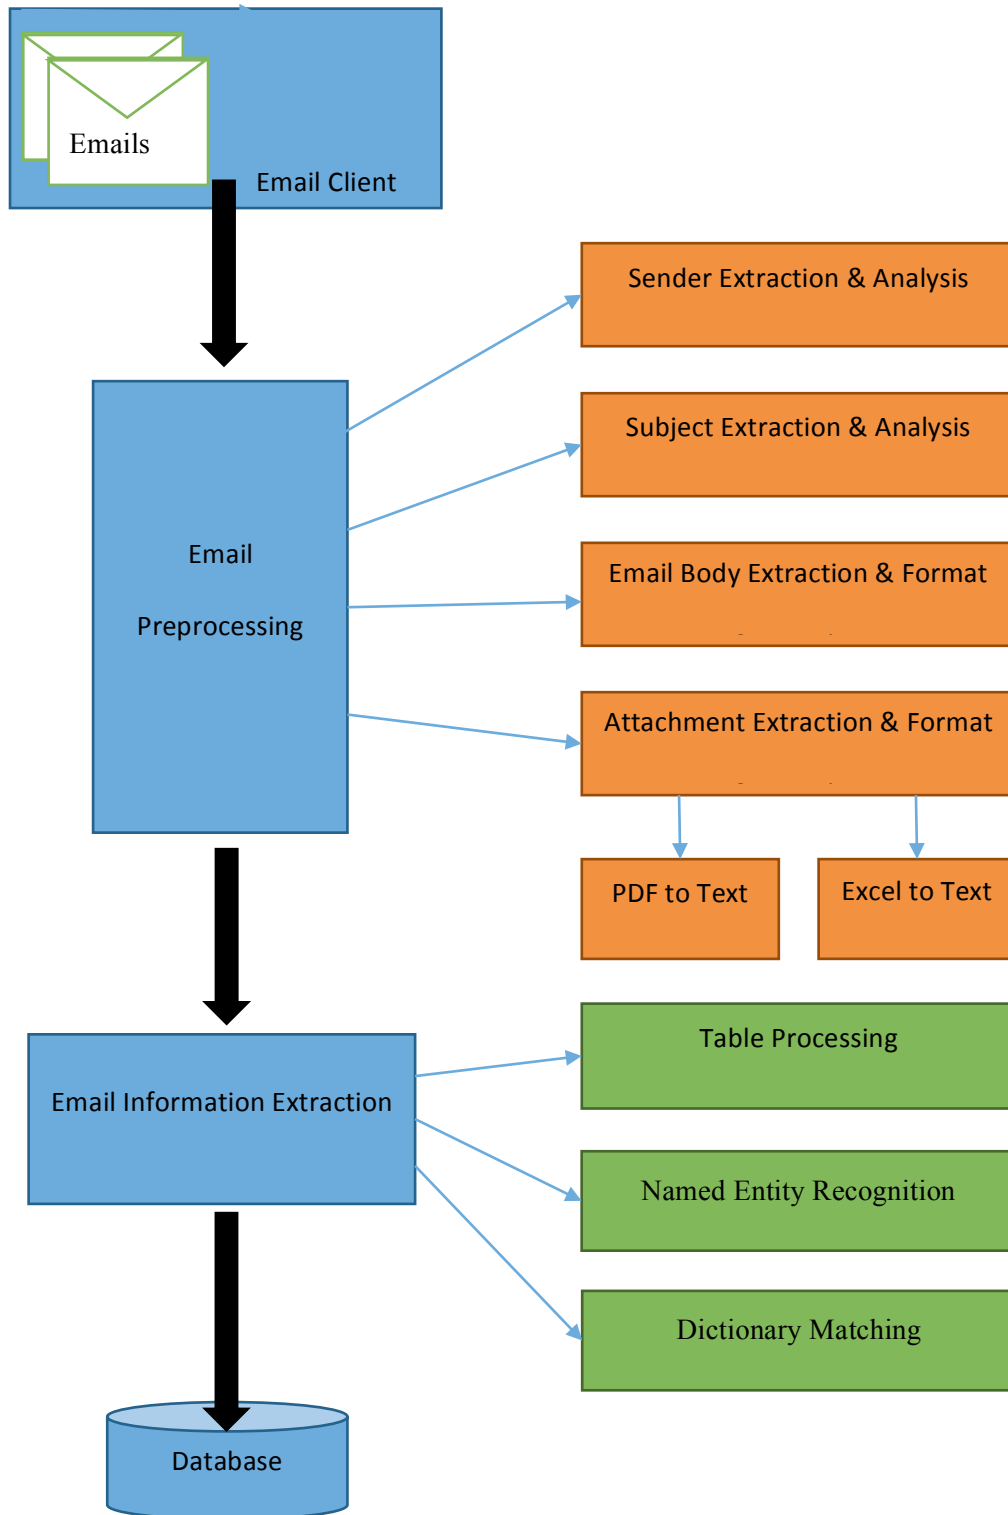 Emails
Email Client
Sender Extraction & Analysis
Subject Extraction & Analysis
Email
Preprocessing
Email Body Extraction & Format
Attachment Extraction & Format
PDF to Text
Excel to Text
Table Processing
Email Information Extraction
Named Entity Recognition
Dictionary Matching
Database